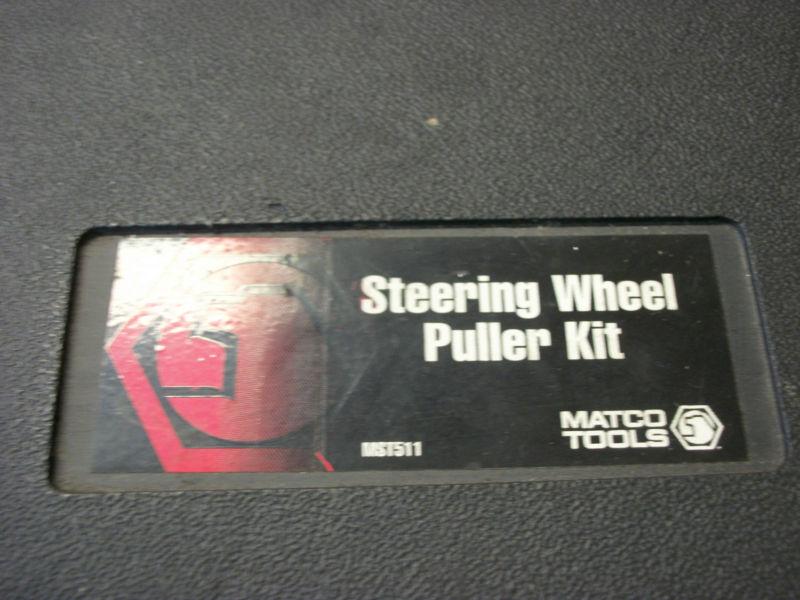 Steering Wheel
Puller Kit
MATCO
TOOLS
MST511